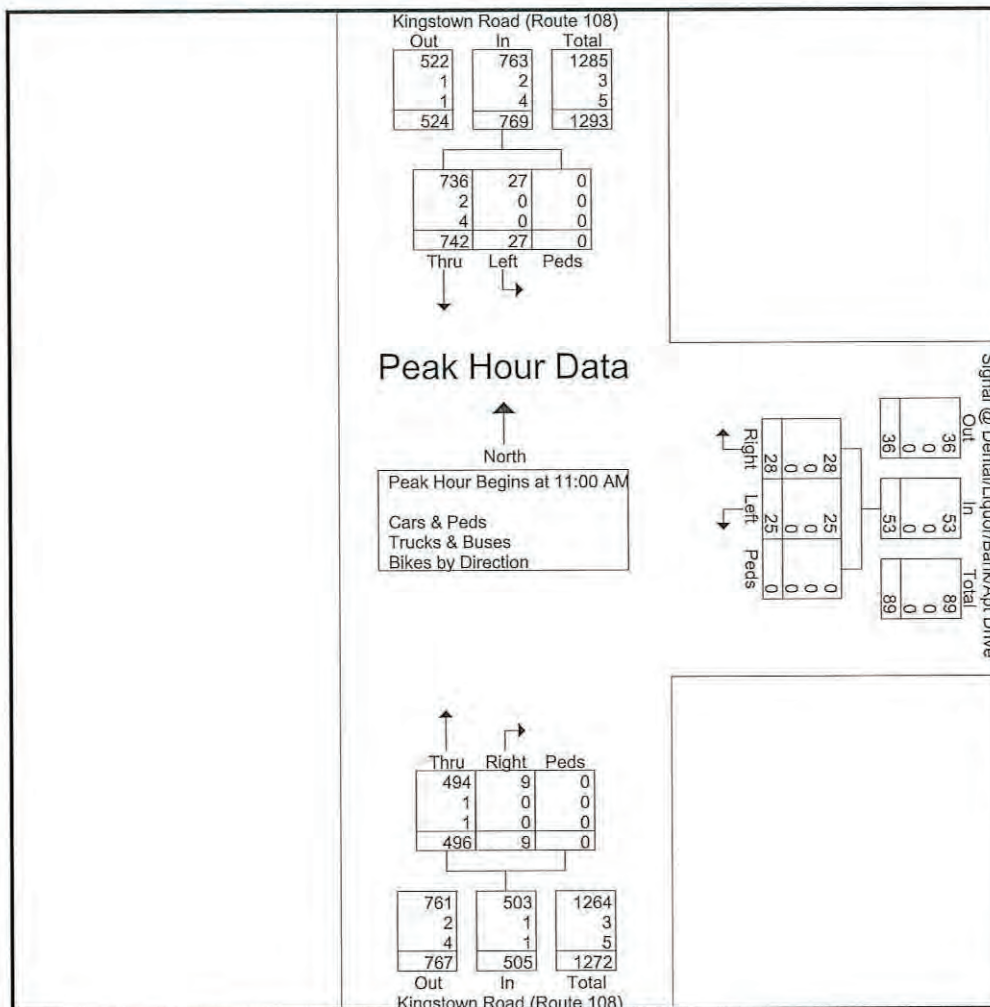 Kingstown Road (Route 108)
Out In Total
522 763 1285
1 2 3
1 4 5
524 769 1293
736 27 0
2 0 0
4 0 0
742 27 0
Thru Left Peds
Peak Hour Data
North
Peak Hour Begins at 11:00 AM
Cars & Peds
Trucks & Buses
Bikes by Direction
Signal @ Dental/Liquor/Bank/Apt Drive
Out In Total
36 53 89
0 0 0
0 0 0
36 53 89
28 25 0
0 0 0
0 0 0
28 25 0
Right Left Peds
Thru Right Peds
494 9 0
1 0 0
1 0 0
496 9 0
761 503 1264
2 1 3
4 1 5
767 505 1272
Out In Total
Kingstown Road (Route 108)